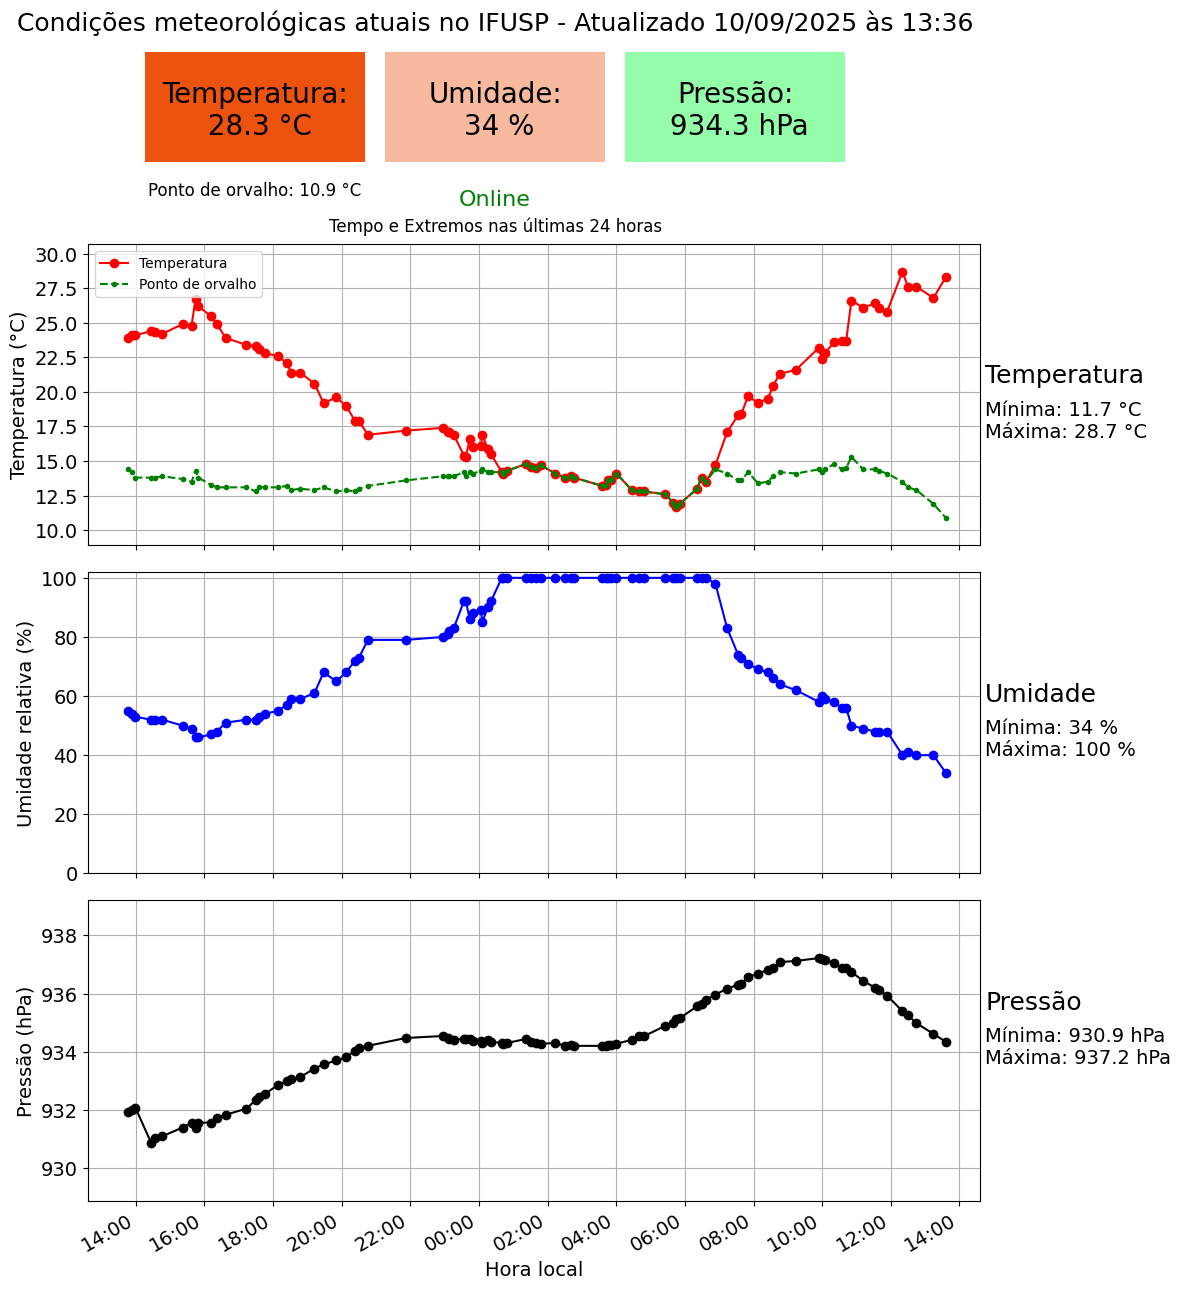 Condições meteorológicas atuais no IFUSP - Atualizado 10/09/2025 às 13:36
Temperatura:
28.3 °C
Umidade:
34 %
Pressão:
934.3 hPa
Ponto de orvalho: 10.9 °C
Online
Tempo e Extremos nas últimas 24 horas
Temperatura (°C)
30.0
27.5
25.0
22.5
20.0
17.5
15.0
12.5
10.0
Temperatura
Ponto de orvalho
Temperatura
Mínima: 11.7 °C
Máxima: 28.7 °C
Umidade relativa (%)
100
80
60
40
20
0
Umidade
Mínima: 34 %
Máxima: 100 %
Pressão (hPa)
938
936
934
932
930
Pressão
Mínima: 930.9 hPa
Máxima: 937.2 hPa
14:00 16:00 18:00 20:00 22:00 00:00 02:00 04:00 06:00 08:00 10:00 12:00 14:00
Hora local